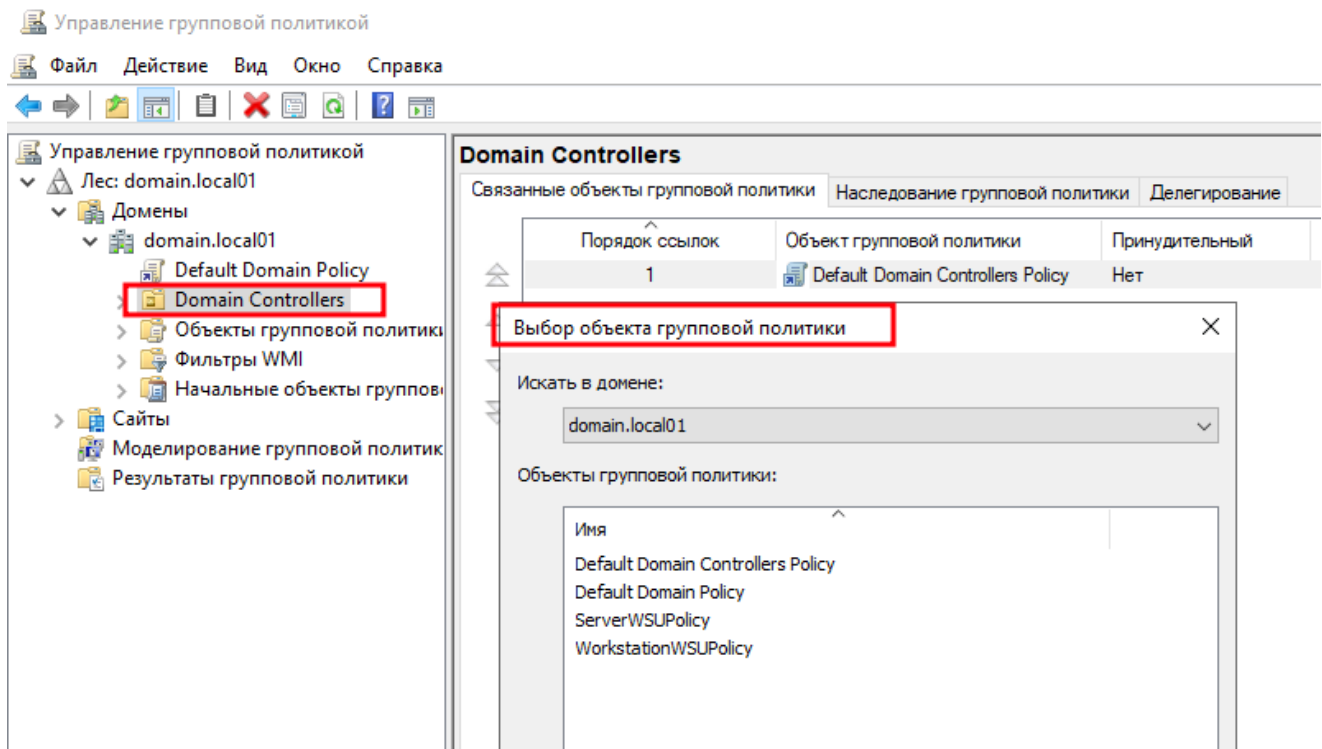 Управление групповой политикой
Файл Действие Вид Окно Справка
Управление групповой политикой
Лес: domain.local01
Домены
domain.local01
Default Domain Policy
Domain Controllers
Объекты групповой политики
Фильтры WMI
Начальные объекты группов
Сайты
Моделирование групповой политик
Результаты групповой политики
Domain Controllers
Связанные объекты групповой политики Наследование групповой политики Делегирование
Порядок ссылок Объект групповой политики Принудительный
1 Default Domain Controllers Policy Нет
Выбор объекта групповой политики
Искать в домене:
domain.local01
Объекты групповой политики:
Имя
Default Domain Controllers Policy
Default Domain Policy
ServerWSUPolicy
WorkstationWSUPolicy